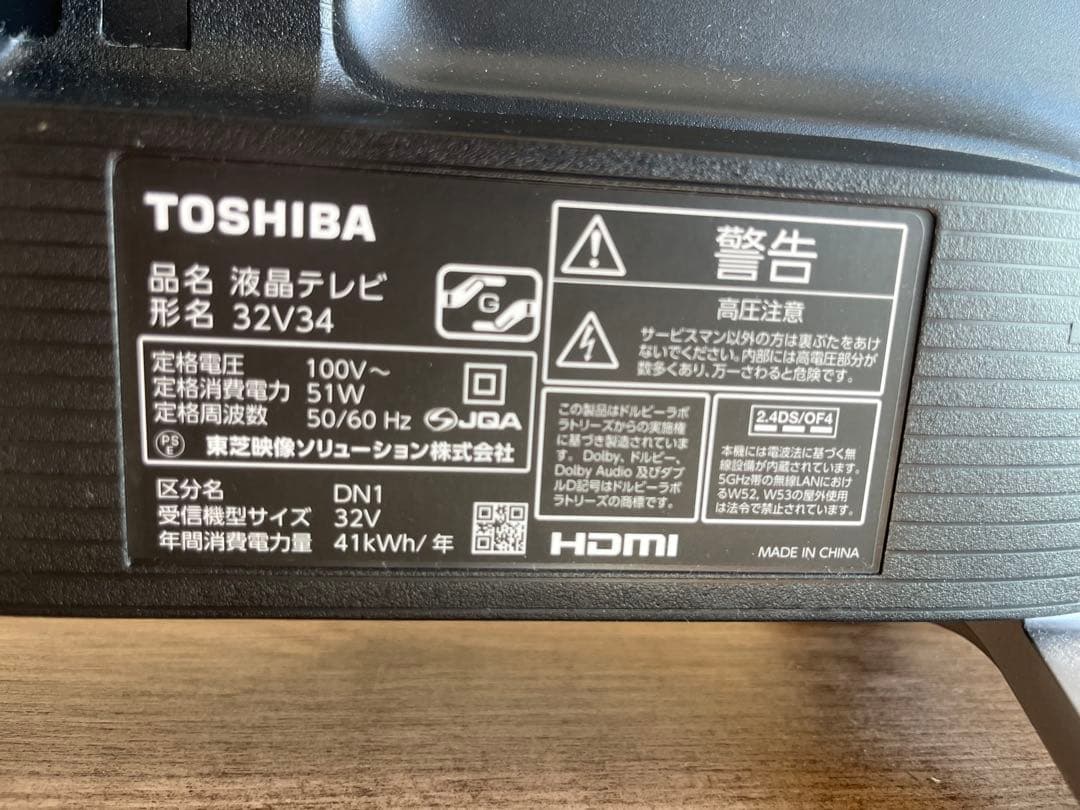 TOSHIBA
品名 液晶テレビ
形名 32V34
G
定格電圧 100V～
定格消費電力 51W
定格周波数 50/60 Hz
JQA
PS
E
東芝映像ソリューション株式会社
区分名 DN1
受信機型サイズ 32V
年間消費電力量 41kWh/年
警告
高圧注意
サービスマン以外の方は裏ぶたをあけ
ないでください。内部には高電圧部分が
数多くあり、万一さわると危険です。
この製品はドルビーラボ
ラトリーズからの実施権
に基づき製造されていま
す。Dolby、ドルビー、
Dolby Audio 及びダブ
ルD記号はドルビーラボ
ラトリーズの商標です。
2.4DS/OF4
本機には電波法に基づく無
線設備が内蔵されています。
5GHz帯の無線LANにおけ
るW52, W53の屋外使用
は法令で禁止されています。
HDMI
MADE IN CHINA